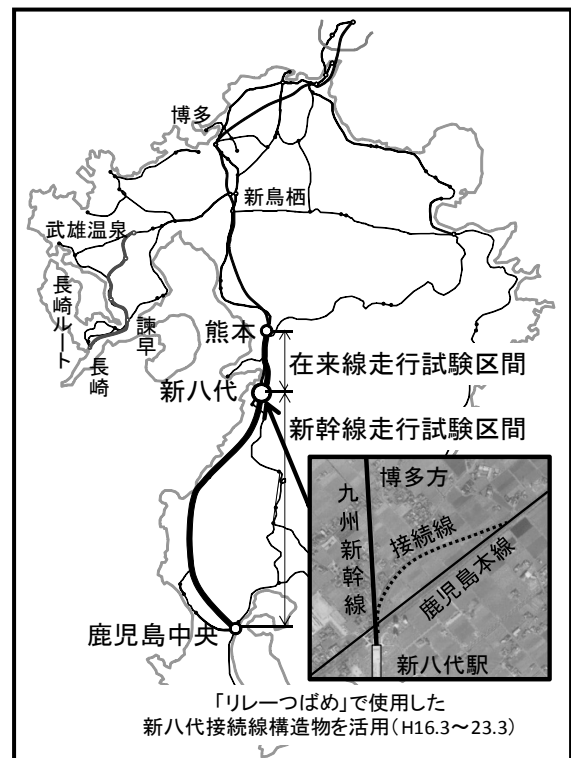 博多
新鳥栖
武雄温泉
長崎ルート
諫早
長崎
熊本
在来線走行試験区間
新八代
新幹線走行試験区間
博多方
九州新幹線
接続線
鹿児島本線
新八代駅
鹿児島中央
「リレーつばめ」で使用した
新八代接続線構造物を活用(H16.3~23.3)